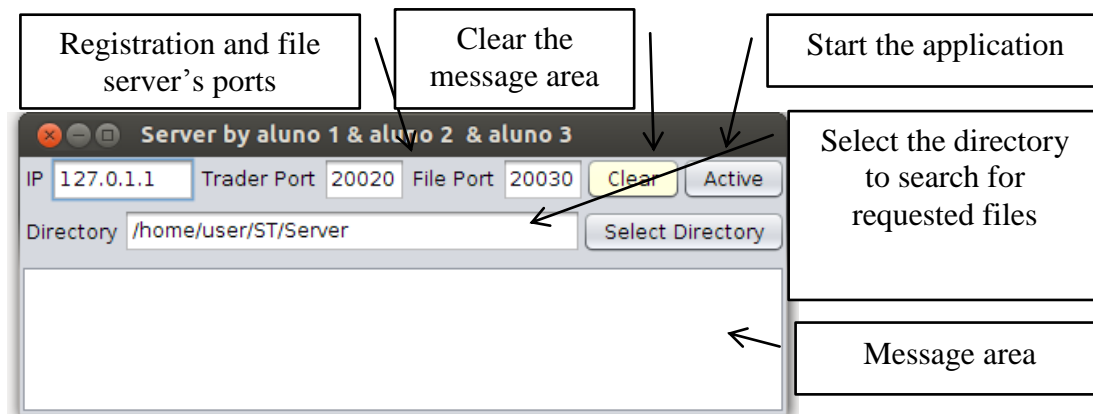 Registration and file
server’s ports
Clear the
message area
Start the application
Server by aluno 1 & aluno 2 & aluno 3
Select the directory
to search for
requested files
IP 127.0.1.1 Trader Port 20020 File Port 20030 Clear Active
Directory /home/user/ST/Server Select Directory
Message area